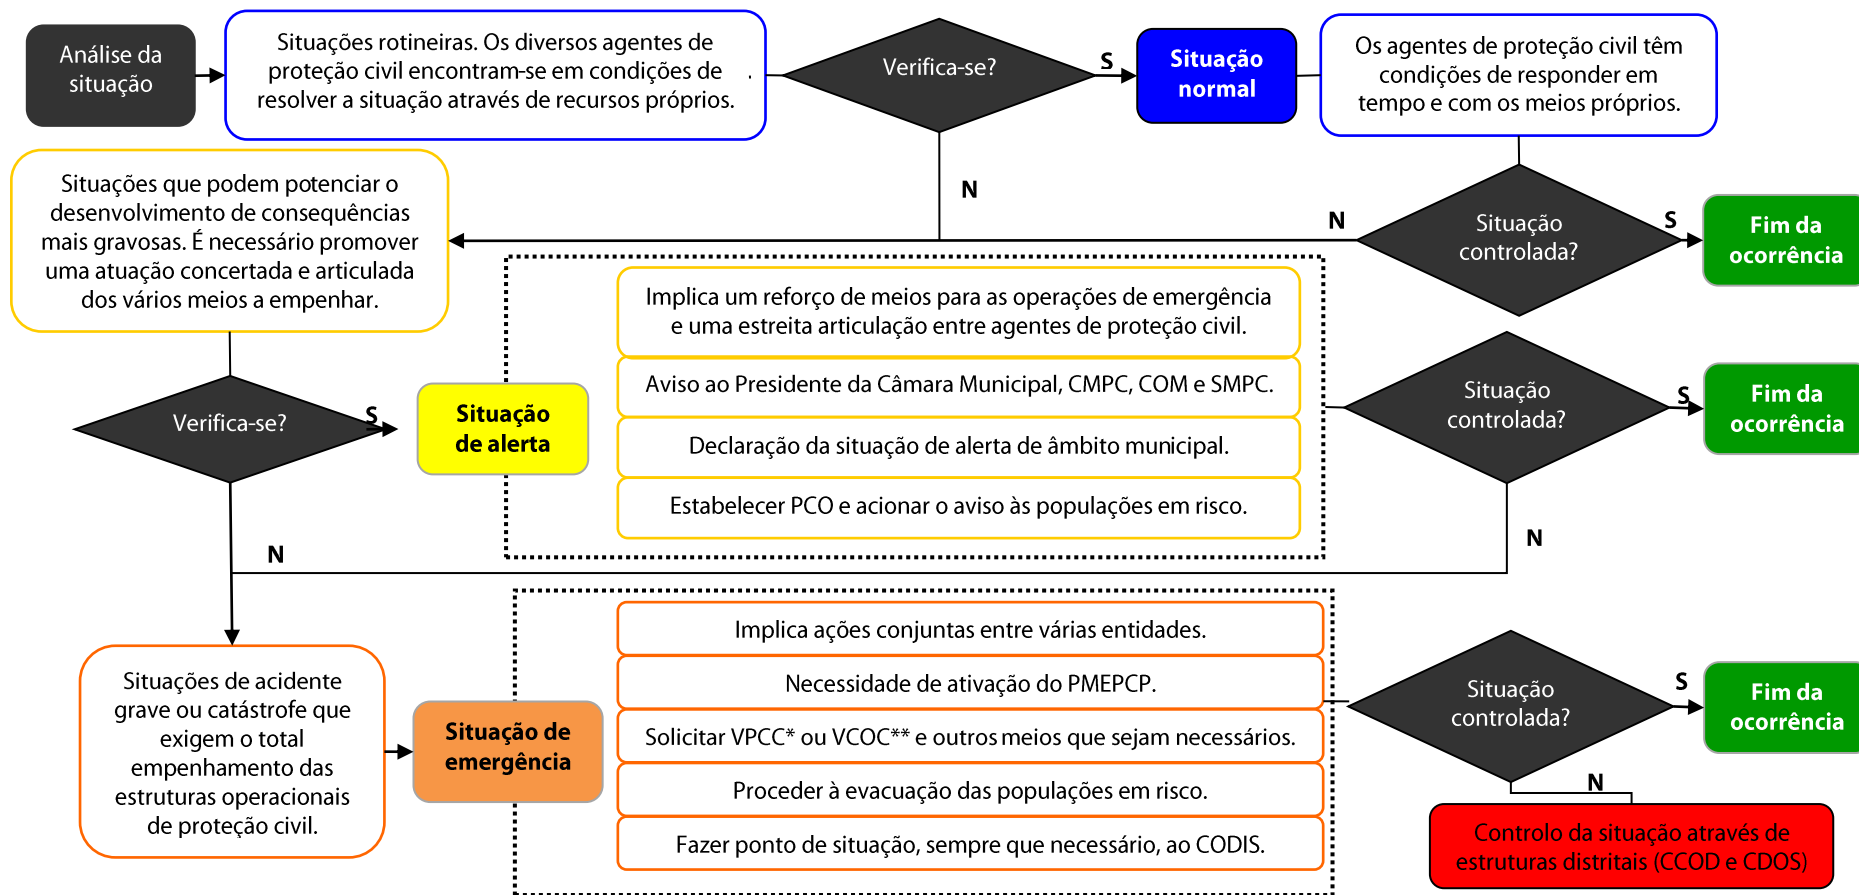 Análise da
situação
Situações rotineiras. Os diversos agentes de
proteção civil encontram-se em condições de
resolver a situação através de recursos próprios.
.
Verifica-se?
S
Situação
normal
Os agentes de proteção civil têm
condições de responder em
tempo e com os meios próprios.
N
Situações que podem potenciar o
desenvolvimento de consequências
mais gravosas. É necessário promover
uma atuação concertada e articulada
dos vários meios a empenhar.
N
Situação
controlada?
S
Fim da
ocorrência
Implica um reforço de meios para as operações de emergência
e uma estreita articulação entre agentes de proteção civil.
Aviso ao Presidente da Câmara Municipal, CMPC, COM e SMPC.
Declaração da situação de alerta de âmbito municipal.
Estabelecer PCO e acionar o aviso às populações em risco.
Verifica-se?
S
Situação
de alerta
Situação
controlada?
S
Fim da
ocorrência
N
N
Situações de acidente
grave ou catástrofe que
exigem o total
empenhamento das
estruturas operacionais
de proteção civil.
Situação de
emergência
Implica ações conjuntas entre várias entidades.
Necessidade de ativação do PMEPCP.
Solicitar VPCC* ou VCOC** e outros meios que sejam necessários.
Proceder à evacuação das populações em risco.
Fazer ponto de situação, sempre que necessário, ao CODIS.
Situação
controlada?
S
Fim da
ocorrência
N
Controlo da situação através de
estruturas distritais (CCOD e CDOS)